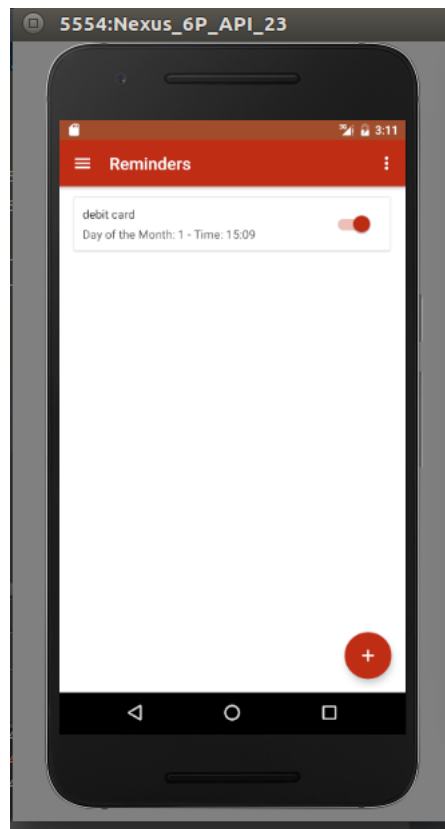 5554:Nexus_6P_API_23
3:11
Reminders
debit card
Day of the Month: 1 - Time: 15:09
+